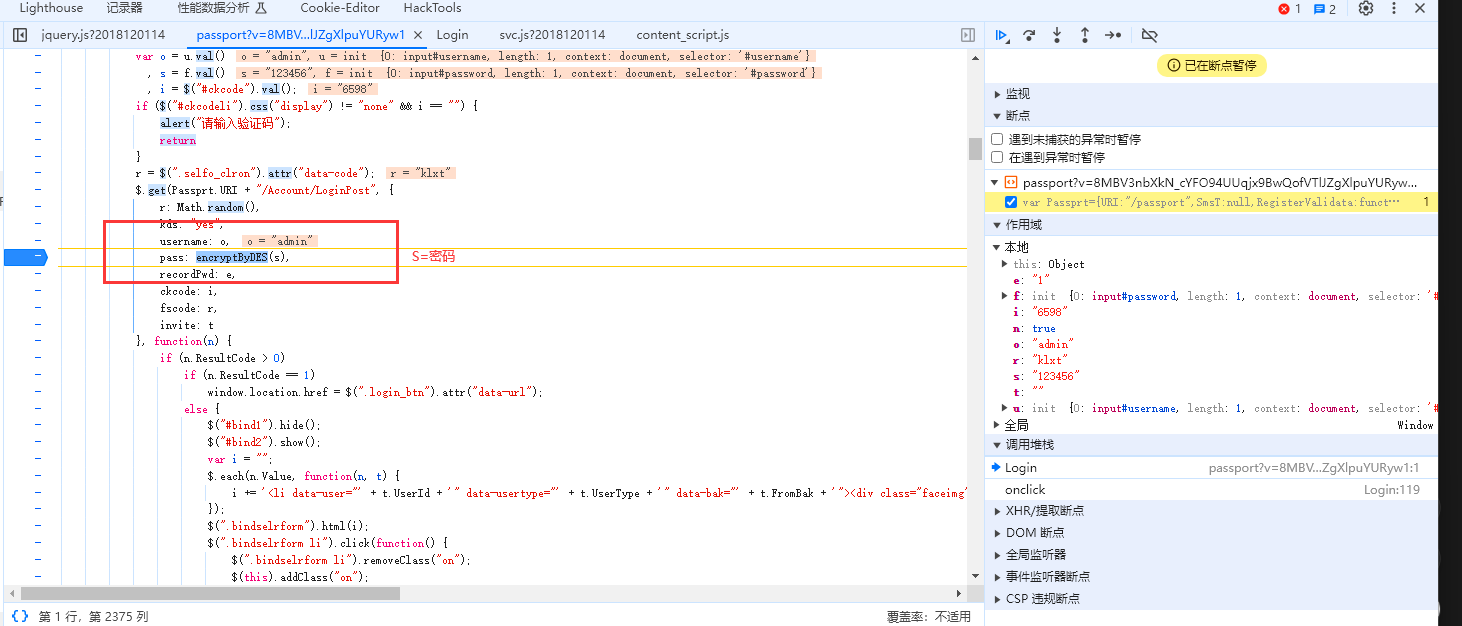 Lighthouse 记录器 性能数据分析 Cookie-Editor HackTools 1 2
jquery.js?2018120114 passport?v=8MB...lJZgXlpuYURyw1 × Login svc.js?2018120114 content_script.js
var o = u.val() o = "admin", u = init {0: input#username, length: 1, context: document, selector: '#username'}
, s = f.val() s = "123456", f = init {0: input#password, length: 1, context: document, selector: '#password'}
, i = $("#ckcode").val(); i = "6598"
if ($("#ckcodeli").css("display") != "none" && i == "") {
alert("请输入验证码");
return
}
r = $(".selfo_clron").attr("data-code"); r = "klxt"
$.get(Passprt.URI + "/Account/LoginPost", {
r: Math.random(),
kds: "yes",
username: o, o = "admin"
pass: encryptByDES(s), S=密码
recordPwd: e,
ckcode: i,
fscode: r,
invite: t
}, function(n) {
if (n.ResultCode > 0)
if (n.ResultCode == 1)
window.location.href = $(".login_btn").attr("data-url");
else {
$("#bind1").hide();
$("#bind2").show();
var i = "";
$.each(n.Value, function(n, t) {
i += '<li data-user="' + t.UserId + '" data-usertype="' + t.UserType + '" data-bak="' + t.FromBak + '"><div class="faceimg"
});
$(".bindselrform").html(i);
$(".bindselrform li").click(function() {
$(".bindselrform li").removeClass("on");
$(this).addClass("on");
{ } 第 1 行，第 2375 列 覆盖率：不适用
已在断点暂停
监视
断点
遇到未捕获的异常时暂停
在遇到异常时暂停
passport?v=8MBV3nbXkN_cYFO94UUqjx9BwQofVTlJZgXlpuYURyw...
var Passprt={URI:"/passport",SmsT:null,RegisterValidata:funct… 1
作用域
本地
this: Object
e: "1"
f: init {0: input#password, length: 1, context: document, selector: '#
i: "6598"
n: true
o: "admin"
r: "klxt"
s: "123456"
t: ""
u: init {0: input#username, length: 1, context: document, selector: '#
全局 Window
调用堆栈
Login passport?v=8MBV...ZgXlpuYURyw1:1
onclick Login:119
XHR/提取断点
DOM 断点
全局监听器
事件监听器断点
CSP 违规断点